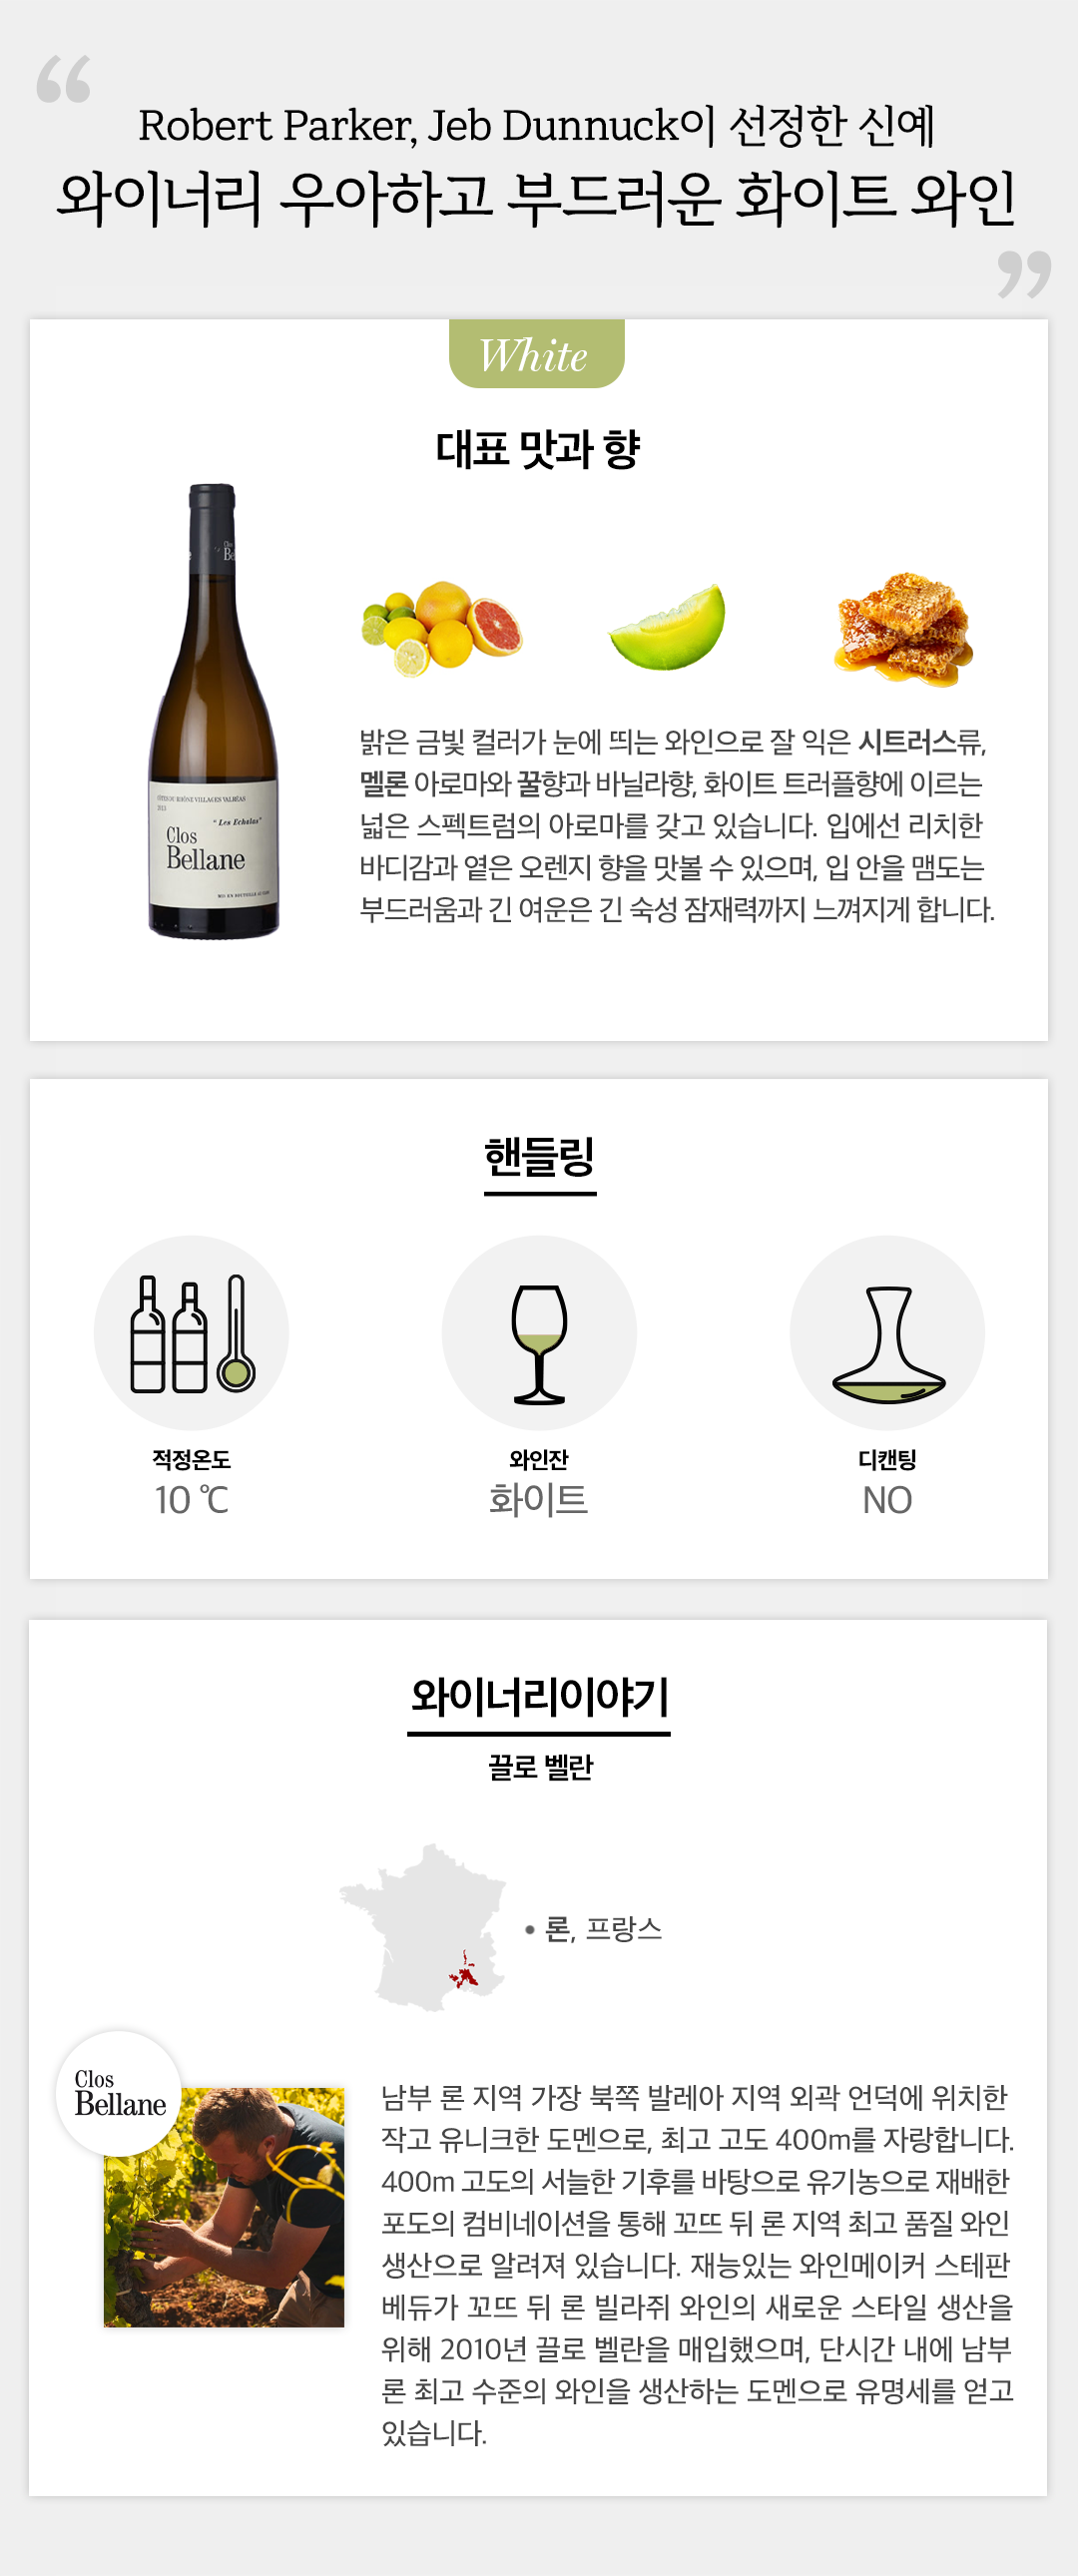 “
Robert Parker, Jeb Dunnuck이 선정한 신예
와이너리 우아하고 부드러운 화이트 와인
”
White
대표 맛과 향
Clos
Be
CÔTES DU RHÔNE VILLAGES VALRÉAS
2013
"Les Echalas"
Clos
Bellane
MIS EN BOUTEILLE AU
밝은 금빛 컬러가 눈에 띄는 와인으로 잘 익은 시트러스류,
멜론 아로마와 꿀향과 바닐라향, 화이트 트러플향에 이르는
넓은 스펙트럼의 아로마를 갖고 있습니다. 입에선 리치한
바디감과 옅은 오렌지 향을 맛볼 수 있으며, 입 안을 맴도는
부드러움과 긴 여운은 긴 숙성 잠재력까지 느껴지게 합니다.
핸들링
적정온도
10 ℃
와인잔
화이트
디캔팅
NO
와이너리이야기
끌로 벨란
• 론, 프랑스
Clos
Bellane
남부 론 지역 가장 북쪽 발레아 지역 외곽 언덕에 위치한
작고 유니크한 도멘으로, 최고 고도 400m를 자랑합니다.
400m 고도의 서늘한 기후를 바탕으로 유기농으로 재배한
포도의 컴비네이션을 통해 꼬뜨 뒤 론 지역 최고 품질 와인
생산으로 알려져 있습니다. 재능있는 와인메이커 스테판
베듀가 꼬뜨 뒤 론 빌라쥐 와인의 새로운 스타일 생산을
위해 2010년 끌로 벨란을 매입했으며, 단시간 내에 남부
론 최고 수준의 와인을 생산하는 도멘으로 유명세를 얻고
있습니다.